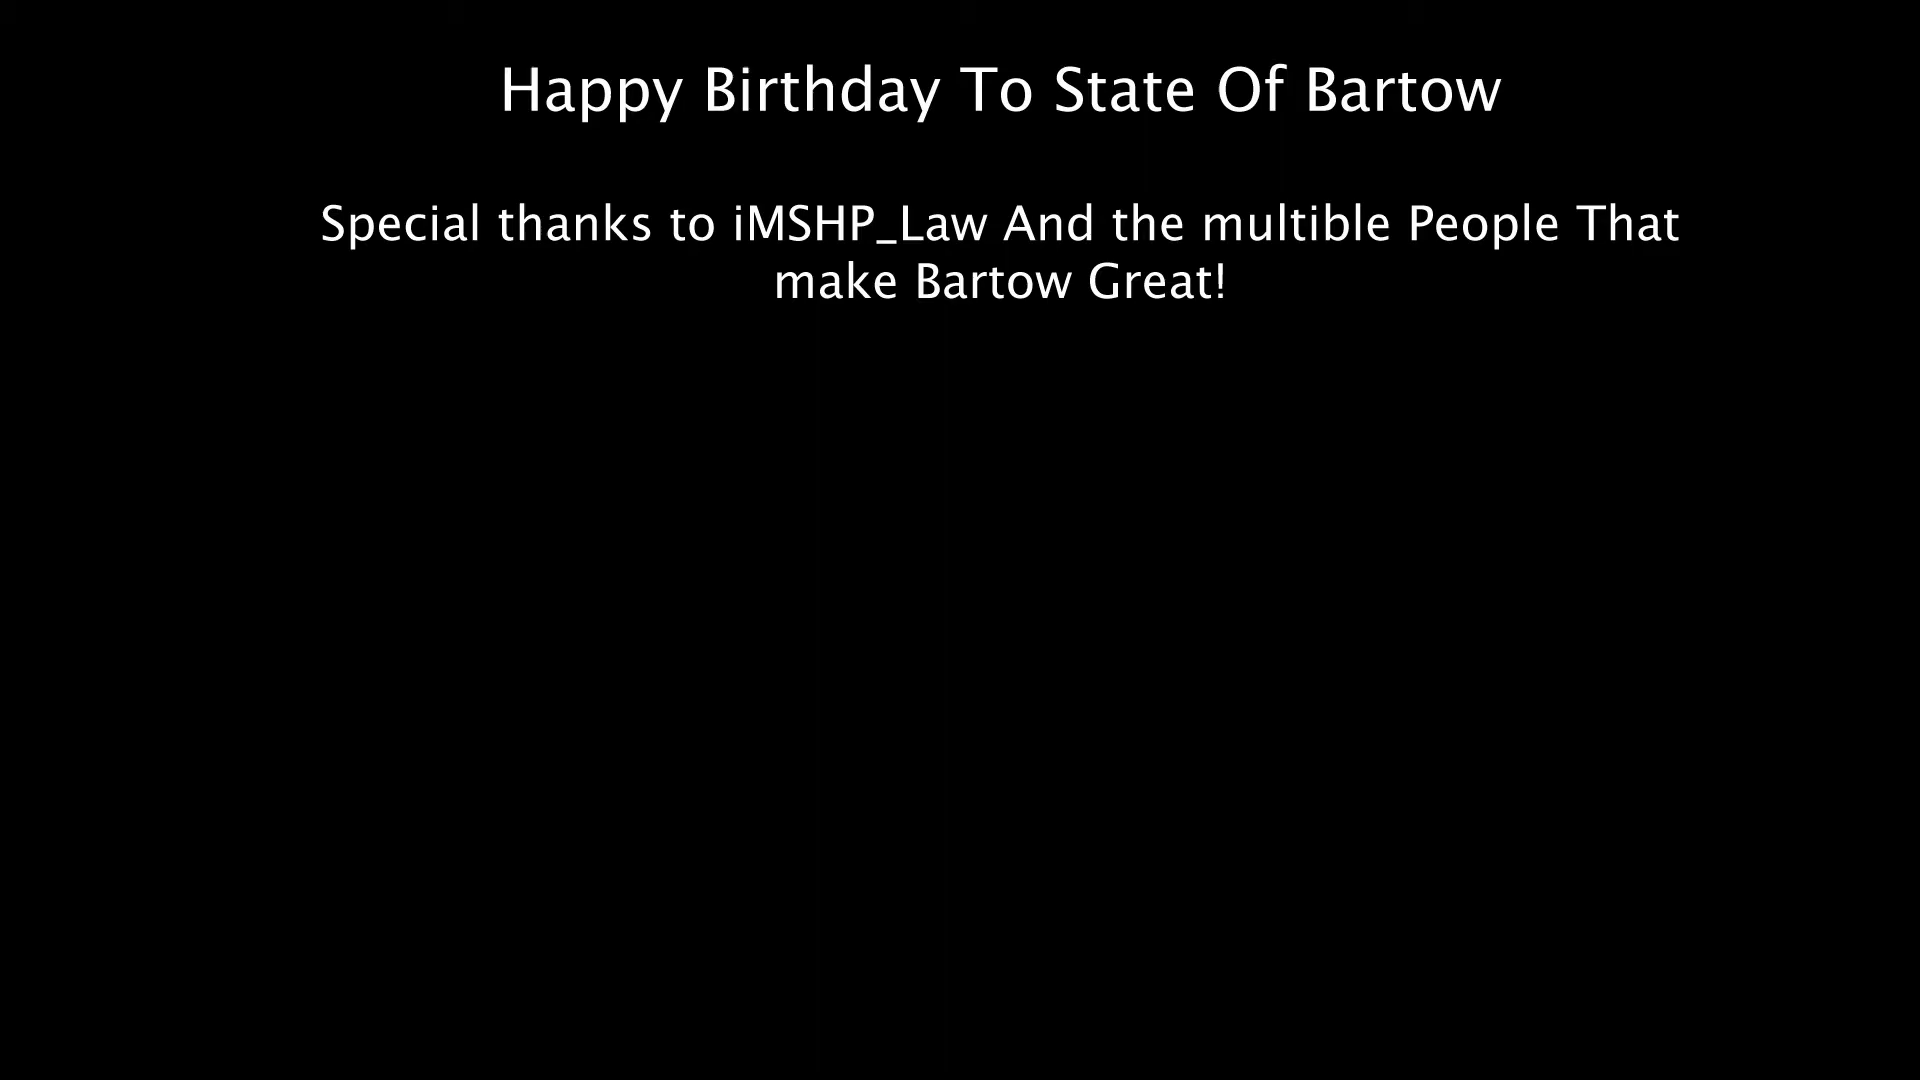 Happy Birthday To State Of Bartow
Special thanks to iMSHP_Law And the multible People That
make Bartow Great!